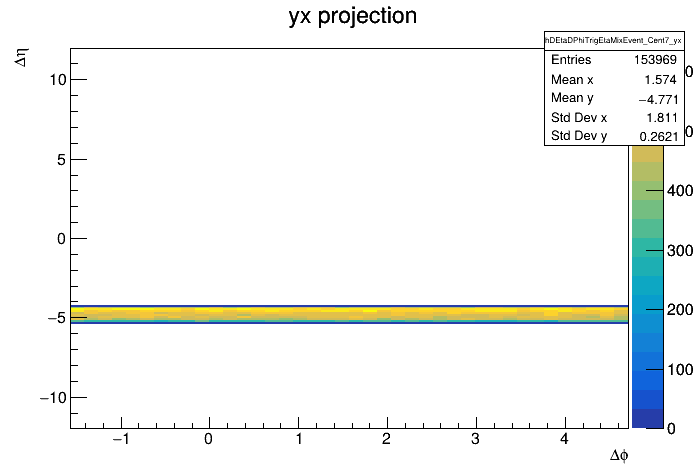 yx projection
hDEtaDPhiTrigEtaMixEvent_Cent7_yx
Entries 153969
Mean x 1.574
Mean y −4.771
Std Dev x 1.811
Std Dev y 0.2621
Δη
10
5
0
−5
−10
−1 0 1 2 3 4
Δϕ
400
300
200
100
0